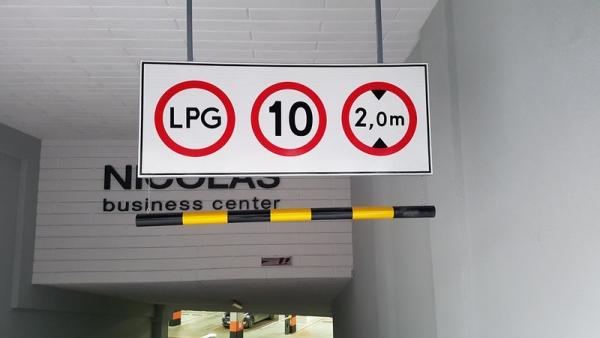 LPG 10 2,0m
NICOLAS
business center